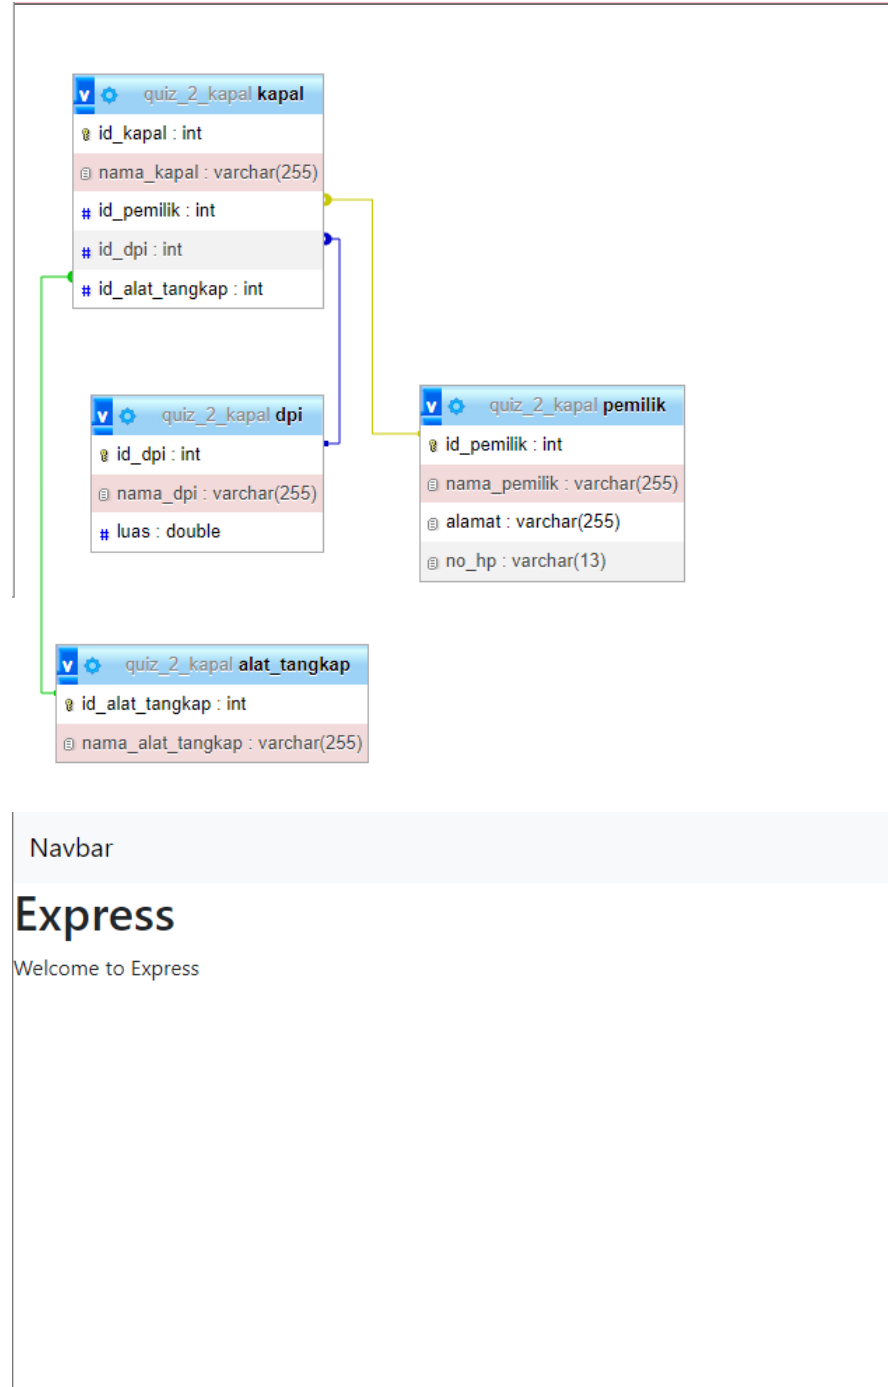 v quiz_2_kapal kapal
id_kapal : int
nama_kapal : varchar(255)
# id_pemilik : int
# id_dpi : int
# id_alat_tangkap : int
v quiz_2_kapal dpi
id_dpi : int
nama_dpi : varchar(255)
# luas : double
v quiz_2_kapal pemilik
id_pemilik : int
nama_pemilik : varchar(255)
alamat : varchar(255)
no_hp : varchar(13)
v quiz_2_kapal alat_tangkap
id_alat_tangkap : int
nama_alat_tangkap : varchar(255)
Navbar
Express
Welcome to Express